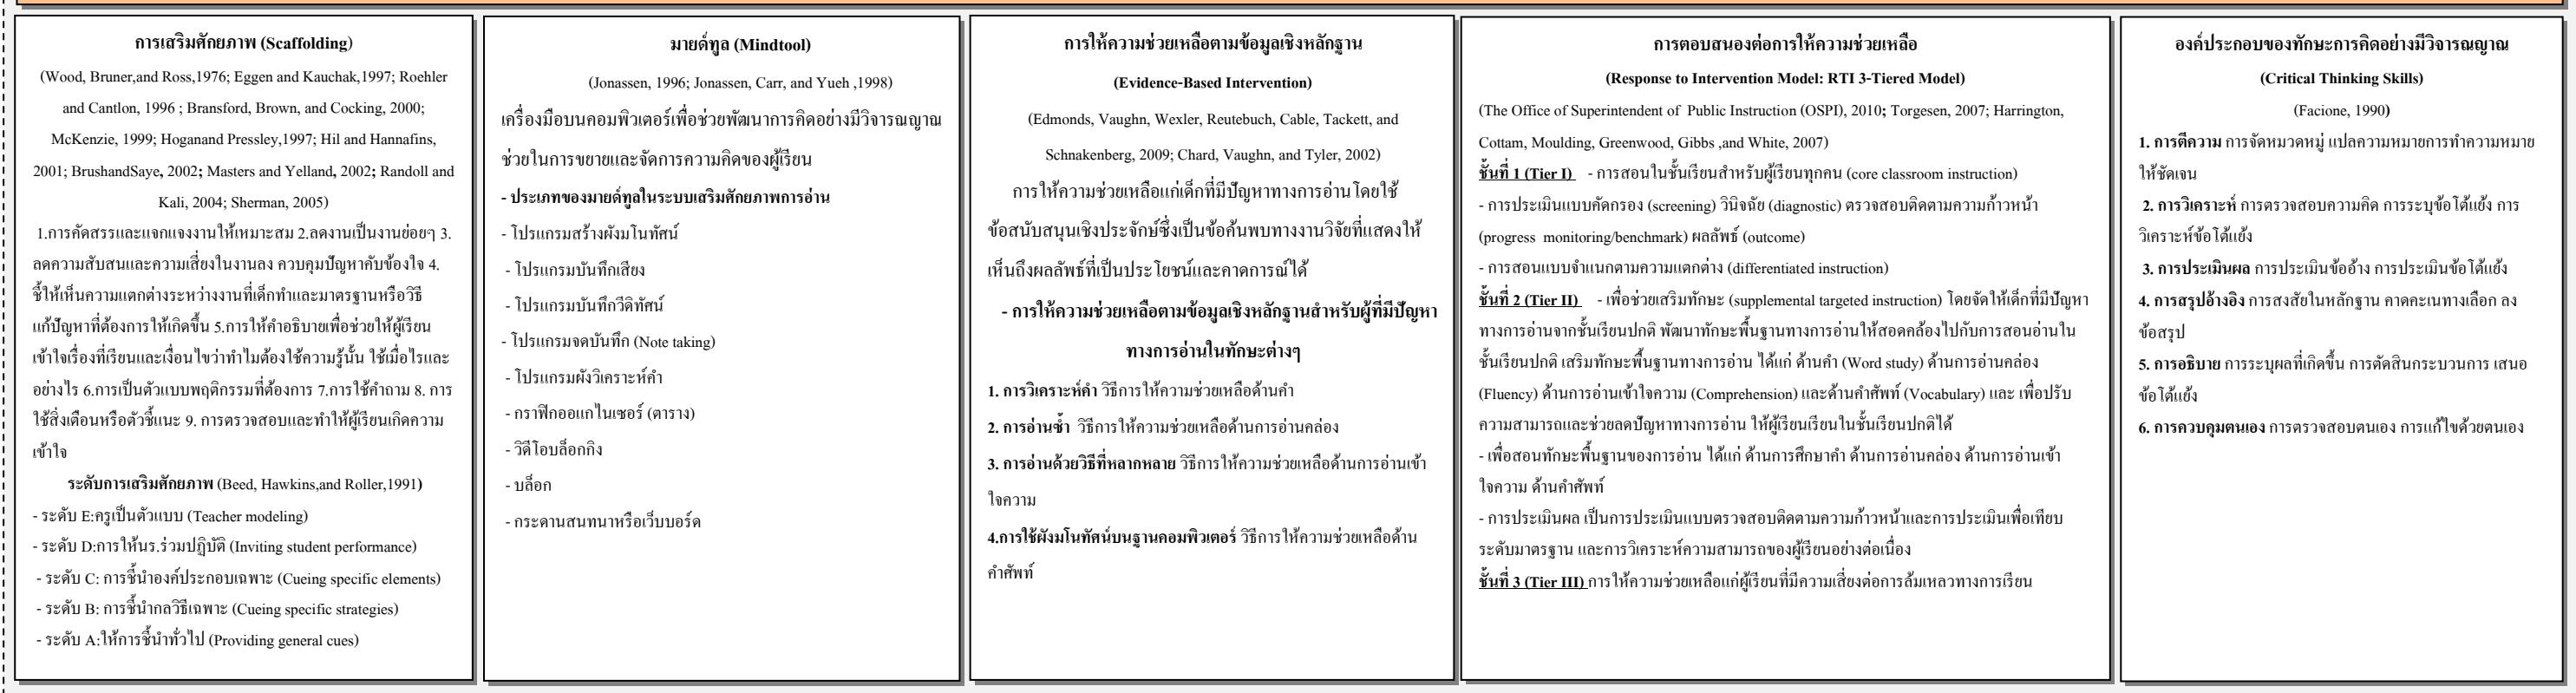 การเสริมศักยภาพ (Scaffolding)
(Wood, Bruner,and Ross,1976; Eggen and Kauchak,1997; Roehler
and Cantlon, 1996 ; Bransford, Brown, and Cocking, 2000;
McKenzie, 1999; Hoganand Pressley,1997; Hil and Hannafins,
2001; BrushandSaye, 2002; Masters and Yelland, 2002; Randoll and
Kali, 2004; Sherman, 2005)
1.การคัดสรรและแจกแจงงานให้เหมาะสม 2.ลดงานเป็นงานย่อยๆ 3.
ลดความสับสนและความเสี่ยงในงานลง ควบคุมปัญหาคับข้องใจ 4.
ชี้ให้เห็นความแตกต่างระหว่างงานที่เด็กทำและมาตรฐานหรือวิธี
แก้ปัญหาที่ต้องการให้เกิดขึ้น 5.การให้คำอธิบายเพื่อช่วยให้ผู้เรียน
เข้าใจเรื่องที่เรียนและเงื่อนไขว่าทำไมต้องใช้ความรู้นั้น ใช้เมื่อไรและ
อย่างไร 6.การเป็นตัวแบบพฤติกรรมที่ต้องการ 7.การใช้คำถาม 8. การ
ใช้สิ่งเตือนหรือตัวชี้แนะ 9. การตรวจสอบและทำให้ผู้เรียนเกิดความ
เข้าใจ
ระดับการเสริมศักยภาพ (Beed, Hawkins,and Roller,1991)
- ระดับ E:ครูเป็นตัวแบบ (Teacher modeling)
- ระดับ D:การให้นร.ร่วมปฏิบัติ (Inviting student performance)
- ระดับ C: การชี้นำองค์ประกอบเฉพาะ (Cueing specific elements)
- ระดับ B: การชี้นำกลวิธีเฉพาะ (Cueing specific strategies)
- ระดับ A:ให้การชี้นำทั่วไป (Providing general cues)
มายด์ทูล (Mindtool)
(Jonassen, 1996; Jonassen, Carr, and Yueh ,1998)
เครื่องมือบนคอมพิวเตอร์เพื่อช่วยพัฒนาการคิดอย่างมีวิจารณญาณ
ช่วยในการขยายและจัดการความคิดของผู้เรียน
- ประเภทของมายด์ทูลในระบบเสริมศักยภาพการอ่าน
- โปรแกรมสร้างผังมโนทัศน์
- โปรแกรมบันทึกเสียง
- โปรแกรมบันทึกวีดิทัศน์
- โปรแกรมจดบันทึก (Note taking)
- โปรแกรมผังวิเคราะห์คำ
- กราฟิกออแกไนเซอร์ (ตาราง)
- วิดีโอบล็อกกิง
- บล็อก
- กระดานสนทนาหรือเว็บบอร์ด
การให้ความช่วยเหลือตามข้อมูลเชิงหลักฐาน
(Evidence-Based Intervention)
(Edmonds, Vaughn, Wexler, Reutebuch, Cable, Tackett, and
Schnakenberg, 2009; Chard, Vaughn, and Tyler, 2002)
การให้ความช่วยเหลือแก่เด็กที่มีปัญหาทางการอ่านโดยใช้
ข้อสนับสนุนเชิงประจักษ์ซึ่งเป็นข้อค้นพบทางงานวิจัยที่แสดงให้
เห็นถึงผลลัพธ์ที่เป็นประโยชน์และคาดการณ์ได้
- การให้ความช่วยเหลือตามข้อมูลเชิงหลักฐานสำหรับผู้ที่มีปัญหา
ทางการอ่านในทักษะต่างๆ
1. การวิเคราะห์คำ วิธีการให้ความช่วยเหลือด้านคำ
2. การอ่านซ้ำ วิธีการให้ความช่วยเหลือด้านการอ่านคล่อง
3. การอ่านด้วยวิธีที่หลากหลาย วิธีการให้ความช่วยเหลือด้านการอ่านเข้า
ใจความ
4.การใช้ผังมโนทัศน์บนฐานคอมพิวเตอร์ วิธีการให้ความช่วยเหลือด้าน
คำศัพท์
การตอบสนองต่อการให้ความช่วยเหลือ
(Response to Intervention Model: RTI 3-Tiered Model)
(The Office of Superintendent of Public Instruction (OSPI), 2010; Torgesen, 2007; Harrington,
Cottam, Moulding, Greenwood, Gibbs ,and White, 2007)
ชั้นที่ 1 (Tier I) - การสอนในชั้นเรียนสำหรับผู้เรียนทุกคน (core classroom instruction)
- การประเมินแบบคัดกรอง (screening) วินิจฉัย (diagnostic) ตรวจสอบติดตามความก้าวหน้า
(progress monitoring/benchmark) ผลลัพธ์ (outcome)
- การสอนแบบจำแนกตามความแตกต่าง (differentiated instruction)
ชั้นที่ 2 (Tier II) - เพื่อช่วยเสริมทักษะ (supplemental targeted instruction) โดยจัดให้เด็กที่มีปัญหา
ทางการอ่านจากชั้นเรียนปกติ พัฒนาทักษะพื้นฐานทางการอ่านให้สอดคล้องไปกับการสอนอ่านใน
ชั้นเรียนปกติ เสริมทักษะพื้นฐานทางการอ่าน ได้แก่ ด้านคำ (Word study) ด้านการอ่านคล่อง
(Fluency) ด้านการอ่านเข้าใจความ (Comprehension) และด้านคำศัพท์ (Vocabulary) และ เพื่อปรับ
ความสามารถและช่วยลดปัญหาทางการอ่าน ให้ผู้เรียนเรียนในชั้นเรียนปกติได้
- เพื่อสอนทักษะพื้นฐานของการอ่าน ได้แก่ ด้านการศึกษาคำ ด้านการอ่านคล่อง ด้านการอ่านเข้า
ใจความ ด้านคำศัพท์
- การประเมินผล เป็นการประเมินแบบตรวจสอบติดตามความก้าวหน้าและการประเมินเพื่อเทียบ
ระดับมาตรฐาน และการวิเคราะห์ความสามารถของผู้เรียนอย่างต่อเนื่อง
ชั้นที่ 3 (Tier III) การให้ความช่วยเหลือแก่ผู้เรียนที่มีความเสี่ยงต่อการล้มเหลวทางการเรียน
องค์ประกอบของทักษะการคิดอย่างมีวิจารณญาณ
(Critical Thinking Skills)
(Facione, 1990)
1. การตีความ การจัดหมวดหมู่ แปลความหมายการทำความหมาย
ให้ชัดเจน
2. การวิเคราะห์ การตรวจสอบความคิด การระบุข้อโต้แย้ง การ
วิเคราะห์ข้อโต้แย้ง
3. การประเมินผล การประเมินข้ออ้าง การประเมินข้อโต้แย้ง
4. การสรุปอ้างอิง การสงสัยในหลักฐาน คาดคะเนทางเลือก ลง
ข้อสรุป
5. การอธิบาย การระบุผลที่เกิดขึ้น การตัดสินกระบวนการ เสนอ
ข้อโต้แย้ง
6. การควบคุมตนเอง การตรวจสอบตนเอง การแก้ไขด้วยตนเอง